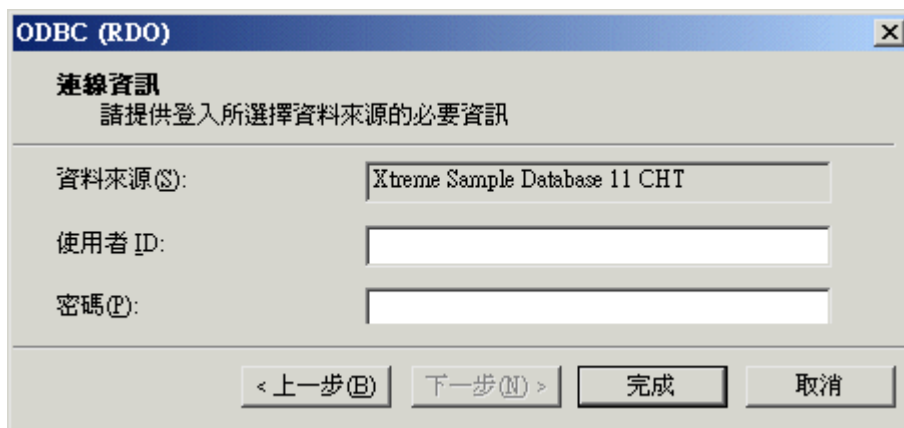 ODBC (RDO)
連線資訊
請提供登入所選擇資料來源的必要資訊
資料來源(S): Xtreme Sample Database 11 CHT
使用者 ID:
密碼(P):
< 上一步(B) 下一步(N) > 完成 取消